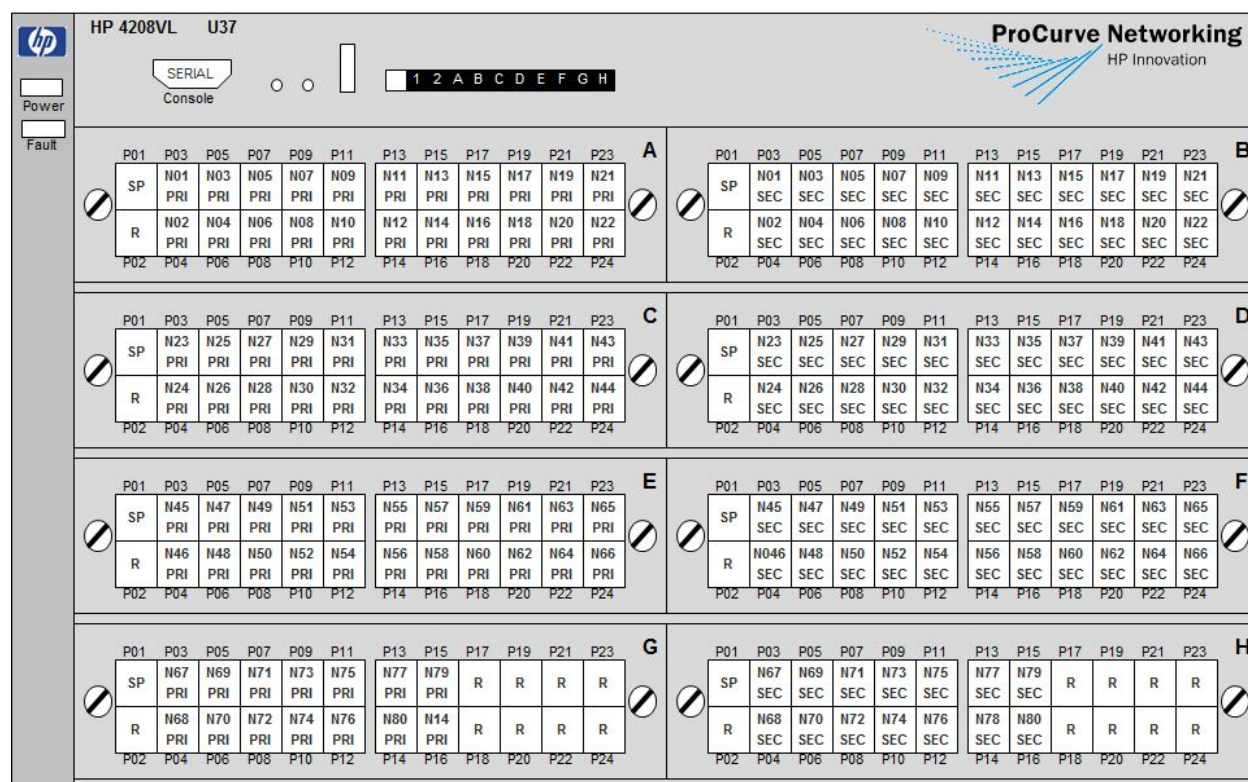 hp HP 4208VL U37
ProCurve Networking
HP Innovation
SERIAL
Console
1 2 A B C D E F G H
Power
Fault
A
P01 P03 P05 P07 P09 P11 P13 P15 P17 P19 P21 P23
SP N01 PRI N03 PRI N05 PRI N07 PRI N09 PRI N11 PRI N13 PRI N15 PRI N17 PRI N19 PRI N21 PRI
R N02 PRI N04 PRI N06 PRI N08 PRI N10 PRI N12 PRI N14 PRI N16 PRI N18 PRI N20 PRI N22 PRI
P02 P04 P06 P08 P10 P12 P14 P16 P18 P20 P22 P24
B
P01 P03 P05 P07 P09 P11 P13 P15 P17 P19 P21 P23
SP N01 SEC N03 SEC N05 SEC N07 SEC N09 SEC N11 SEC N13 SEC N15 SEC N17 SEC N19 SEC N21 SEC
R N02 SEC N04 SEC N06 SEC N08 SEC N10 SEC N12 SEC N14 SEC N16 SEC N18 SEC N20 SEC N22 SEC
P02 P04 P06 P08 P10 P12 P14 P16 P18 P20 P22 P24
C
P01 P03 P05 P07 P09 P11 P13 P15 P17 P19 P21 P23
SP N23 PRI N25 PRI N27 PRI N29 PRI N31 PRI N33 PRI N35 PRI N37 PRI N39 PRI N41 PRI N43 PRI
R N24 PRI N26 PRI N28 PRI N30 PRI N32 PRI N34 PRI N36 PRI N38 PRI N40 PRI N42 PRI N44 PRI
P02 P04 P06 P08 P10 P12 P14 P16 P18 P20 P22 P24
D
P01 P03 P05 P07 P09 P11 P13 P15 P17 P19 P21 P23
SP N23 SEC N25 SEC N27 SEC N29 SEC N31 SEC N33 SEC N35 SEC N37 SEC N39 SEC N41 SEC N43 SEC
R N24 SEC N26 SEC N28 SEC N30 SEC N32 SEC N34 SEC N36 SEC N38 SEC N40 SEC N42 SEC N44 SEC
P02 P04 P06 P08 P10 P12 P14 P16 P18 P20 P22 P24
E
P01 P03 P05 P07 P09 P11 P13 P15 P17 P19 P21 P23
SP N45 PRI N47 PRI N49 PRI N51 PRI N53 PRI N55 PRI N57 PRI N59 PRI N61 PRI N63 PRI N65 PRI
R N46 PRI N48 PRI N50 PRI N52 PRI N54 PRI N56 PRI N58 PRI N60 PRI N62 PRI N64 PRI N66 PRI
P02 P04 P06 P08 P10 P12 P14 P16 P18 P20 P22 P24
F
P01 P03 P05 P07 P09 P11 P13 P15 P17 P19 P21 P23
SP N45 SEC N47 SEC N49 SEC N51 SEC N53 SEC N55 SEC N57 SEC N59 SEC N61 SEC N63 SEC N65 SEC
R N046 SEC N48 SEC N50 SEC N52 SEC N54 SEC N56 SEC N58 SEC N60 SEC N62 SEC N64 SEC N66 SEC
P02 P04 P06 P08 P10 P12 P14 P16 P18 P20 P22 P24
G
P01 P03 P05 P07 P09 P11 P13 P15 P17 P19 P21 P23
SP N67 PRI N69 PRI N71 PRI N73 PRI N75 PRI N77 PRI N79 PRI R R R R
R N68 PRI N70 PRI N72 PRI N74 PRI N76 PRI N80 PRI N14 PRI R R R R
P02 P04 P06 P08 P10 P12 P14 P16 P18 P20 P22 P24
H
P01 P03 P05 P07 P09 P11 P13 P15 P17 P19 P21 P23
SP N67 SEC N69 SEC N71 SEC N73 SEC N75 SEC N77 SEC N79 SEC R R R R
R N68 SEC N70 SEC N72 SEC N74 SEC N76 SEC N78 SEC N80 SEC R R R R
P02 P04 P06 P08 P10 P12 P14 P16 P18 P20 P22 P24